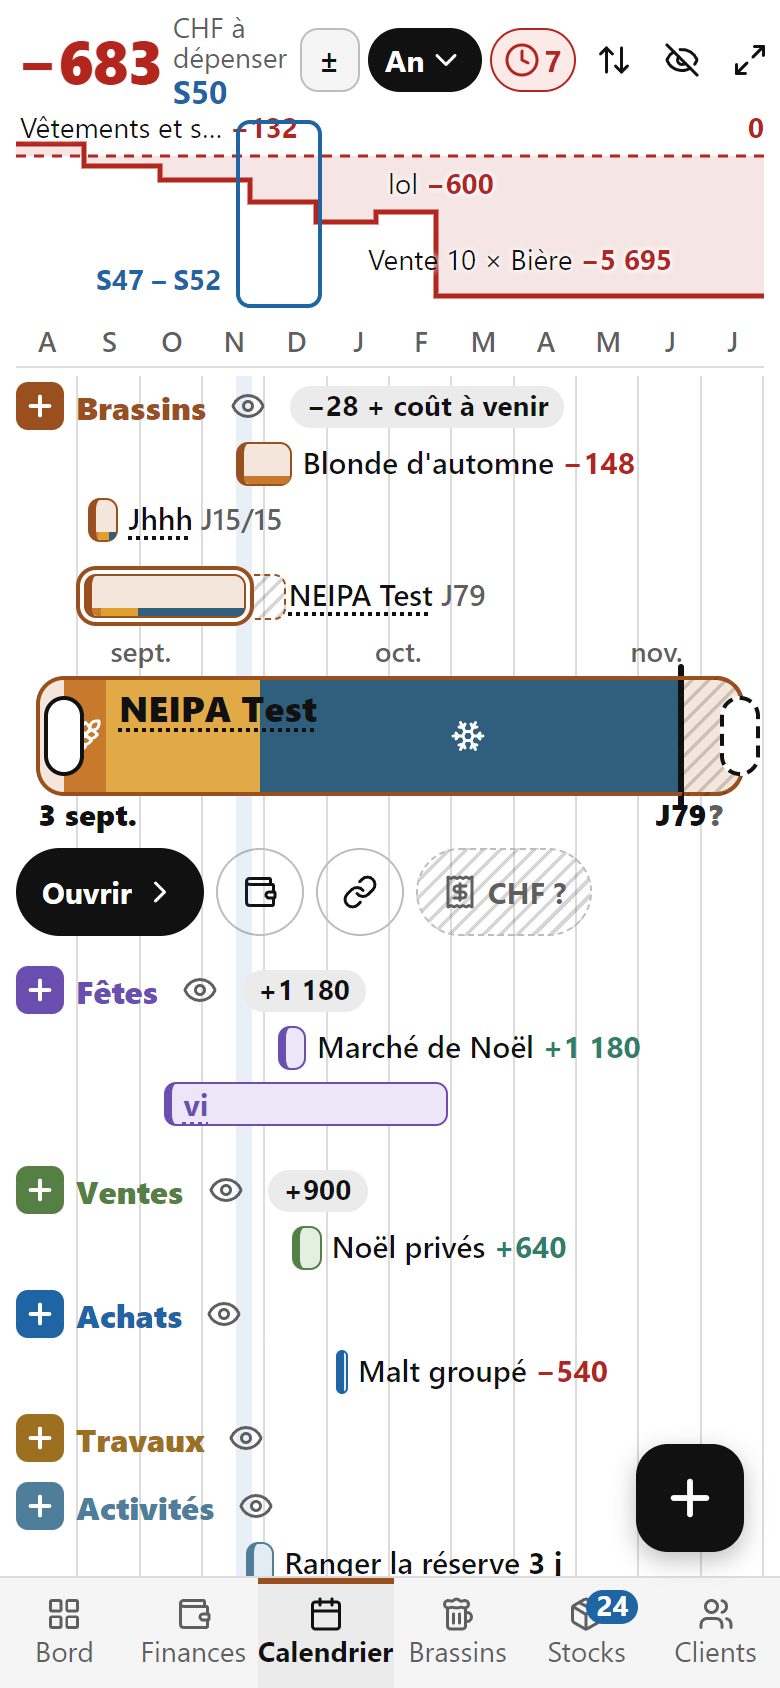 −683 CHF à dépenser S50 ± An 7
Vêtements et s... −132 0
lol −600
Vente 10 × Bière −5 695
S47 – S52
A S O N D J F M A M J J
Brassins −28 + coût à venir
Blonde d'automne −148
Jhhh J15/15
NEIPA Test J79
sept. oct. nov.
NEIPA Test
3 sept. J79?
Ouvrir CHF ?
Fêtes +1 180
Marché de Noël +1 180
vi
Ventes +900
Noël privés +640
Achats
Malt groupé −540
Travaux
Activités
Ranger la réserve 3 j
24
Bord Finances Calendrier Brassins Stocks Clients